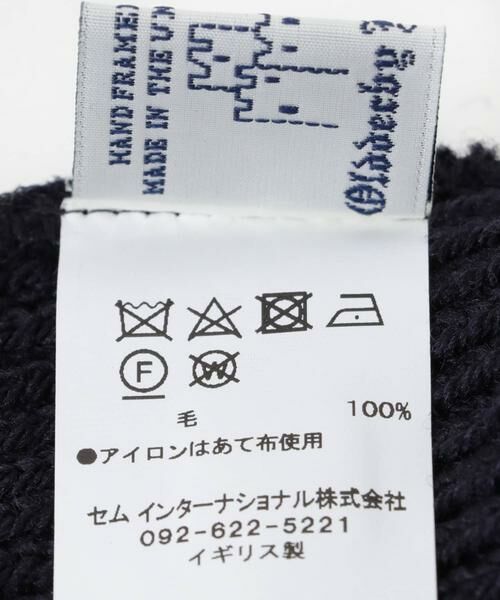 HAND FRAME
MADE IN THE U
Olderby
F W
毛 100%
●アイロンはあて布使用
セム インターナショナル株式会社
092-622-5221
イギリス製